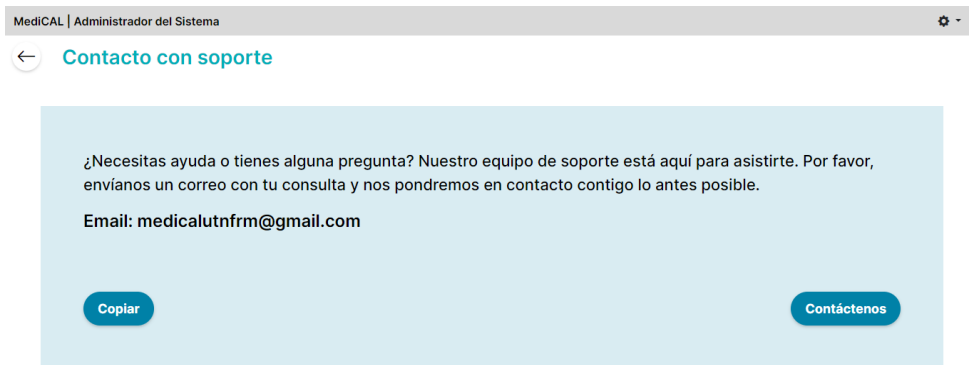 MediCAL | Administrador del Sistema
Contacto con soporte
¿Necesitas ayuda o tienes alguna pregunta? Nuestro equipo de soporte está aquí para asistirte. Por favor,
envíanos un correo con tu consulta y nos pondremos en contacto contigo lo antes posible.
Email: medicalutnfrm@gmail.com
Copiar
Contáctenos